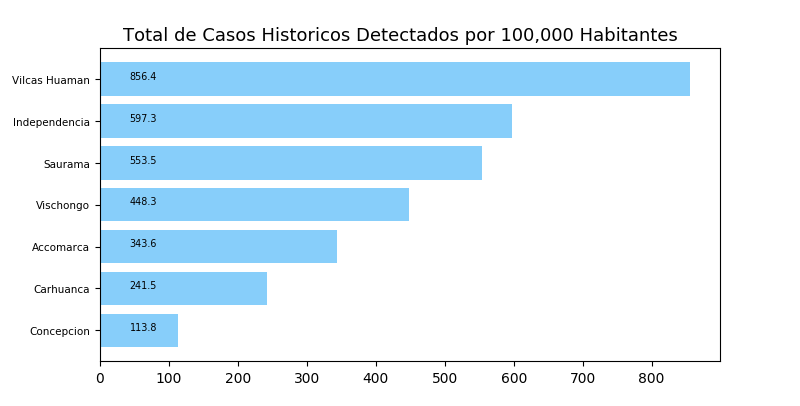 Total de Casos Historicos Detectados por 100,000 Habitantes
Vilcas Huaman 856.4
Independencia 597.3
Saurama 553.5
Vischongo 448.3
Accomarca 343.6
Carhuanca 241.5
Concepcion 113.8
0 100 200 300 400 500 600 700 800